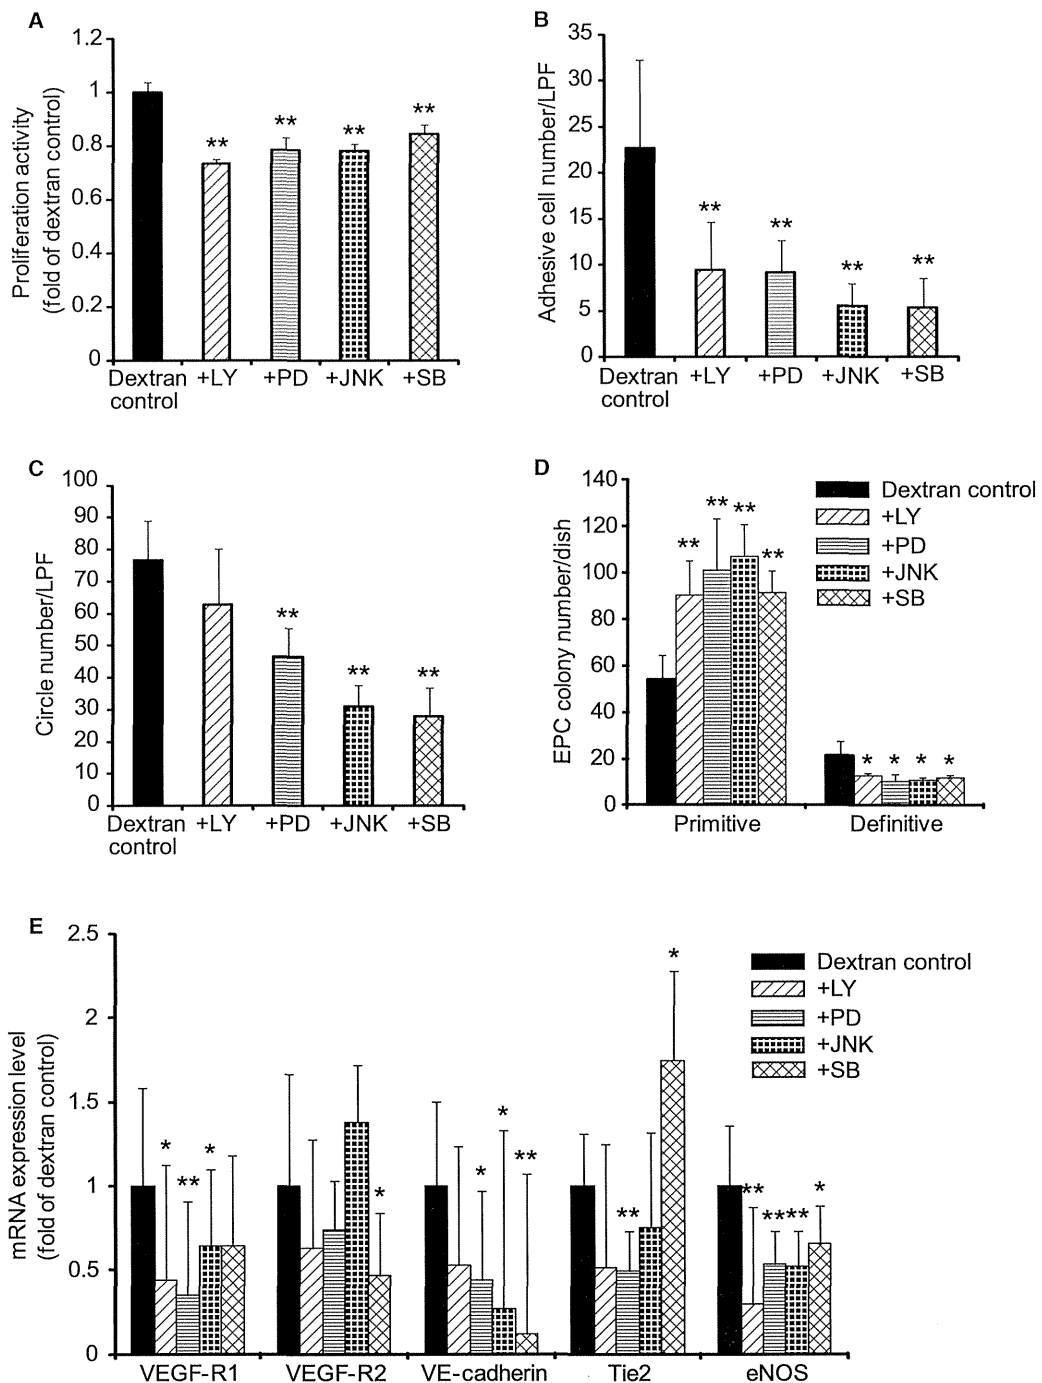 A
1.2
1
0.8
0.6
0.4
0.2
0
Proliferation activity
(fold of dextran control)
**
**
**
**
Dextran
control
+LY
+PD
+JNK
+SB
B
35
30
25
20
15
10
5
0
Adhesive cell number/LPF
**
**
**
**
Dextran
control
+LY
+PD
+JNK
+SB
C
100
90
80
70
60
50
40
30
20
10
0
Circle number/LPF
**
**
**
Dextran
control
+LY
+PD
+JNK
+SB
D
140
120
100
80
60
40
20
0
EPC colony number/dish
**
**
**
**
*
*
*
*
Primitive
Definitive
Dextran control
+LY
+PD
+JNK
+SB
E
2.5
2
1.5
1
0.5
0
mRNA expression level
(fold of dextran control)
*
**
*
*
*
*
**
**
*
**
**
**
*
VEGF-R1
VEGF-R2
VE-cadherin
Tie2
eNOS
Dextran control
+LY
+PD
+JNK
+SB